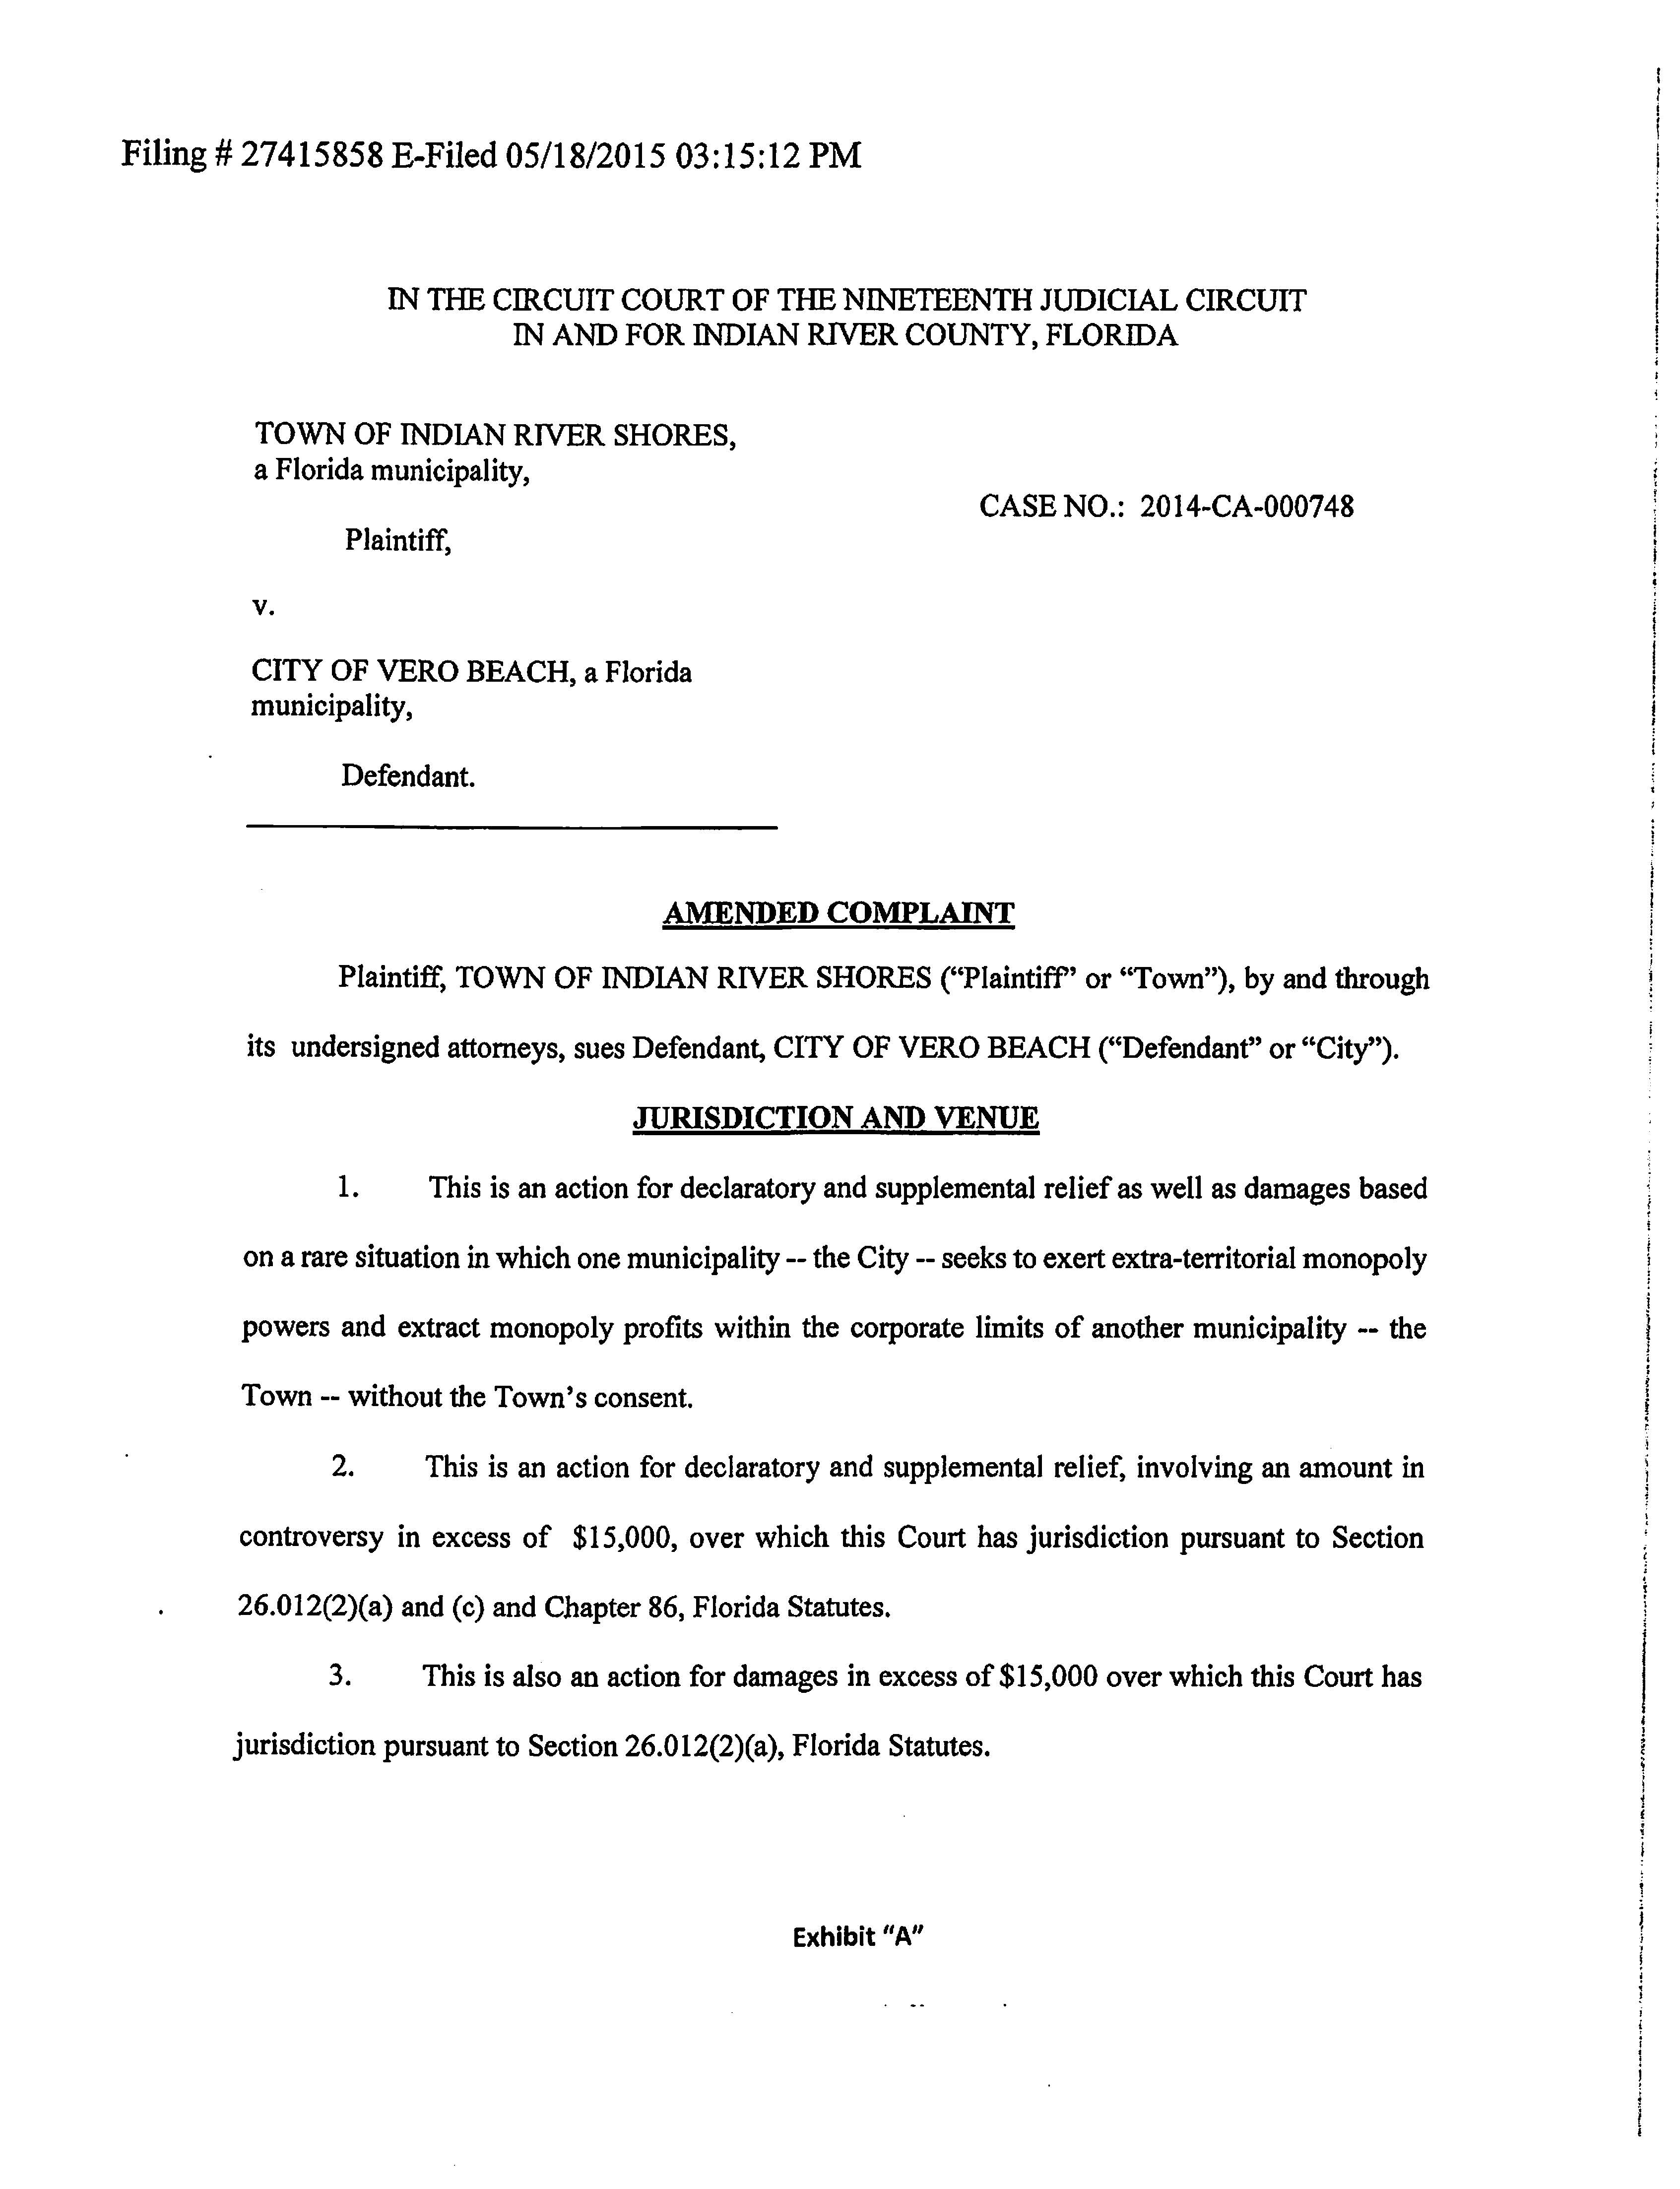 Filing # 27415858 E-Filed 05/18/2015 03:15:12 PM
IN THE CIRCUIT COURT OF THE NINETEENTH JUDICIAL CIRCUIT
IN AND FOR INDIAN RIVER COUNTY, FLORIDA
TOWN OF INDIAN RIVER SHORES,
a Florida municipality,
CASE NO.: 2014-CA-000748
Plaintiff,
v.
CITY OF VERO BEACH, a Florida
municipality,
Defendant.
AMENDED COMPLAINT
Plaintiff, TOWN OF INDIAN RIVER SHORES (“Plaintiff” or “Town”), by and through
its undersigned attorneys, sues Defendant, CITY OF VERO BEACH (“Defendant” or “City”).
JURISDICTION AND VENUE
1. This is an action for declaratory and supplemental relief as well as damages based
on a rare situation in which one municipality -- the City -- seeks to exert extra-territorial monopoly
powers and extract monopoly profits within the corporate limits of another municipality -- the
Town -- without the Town’s consent.
2. This is an action for declaratory and supplemental relief, involving an amount in
controversy in excess of $15,000, over which this Court has jurisdiction pursuant to Section
26.012(2)(a) and (c) and Chapter 86, Florida Statutes.
3. This is also an action for damages in excess of $15,000 over which this Court has
jurisdiction pursuant to Section 26.012(2)(a), Florida Statutes.
Exhibit "A"